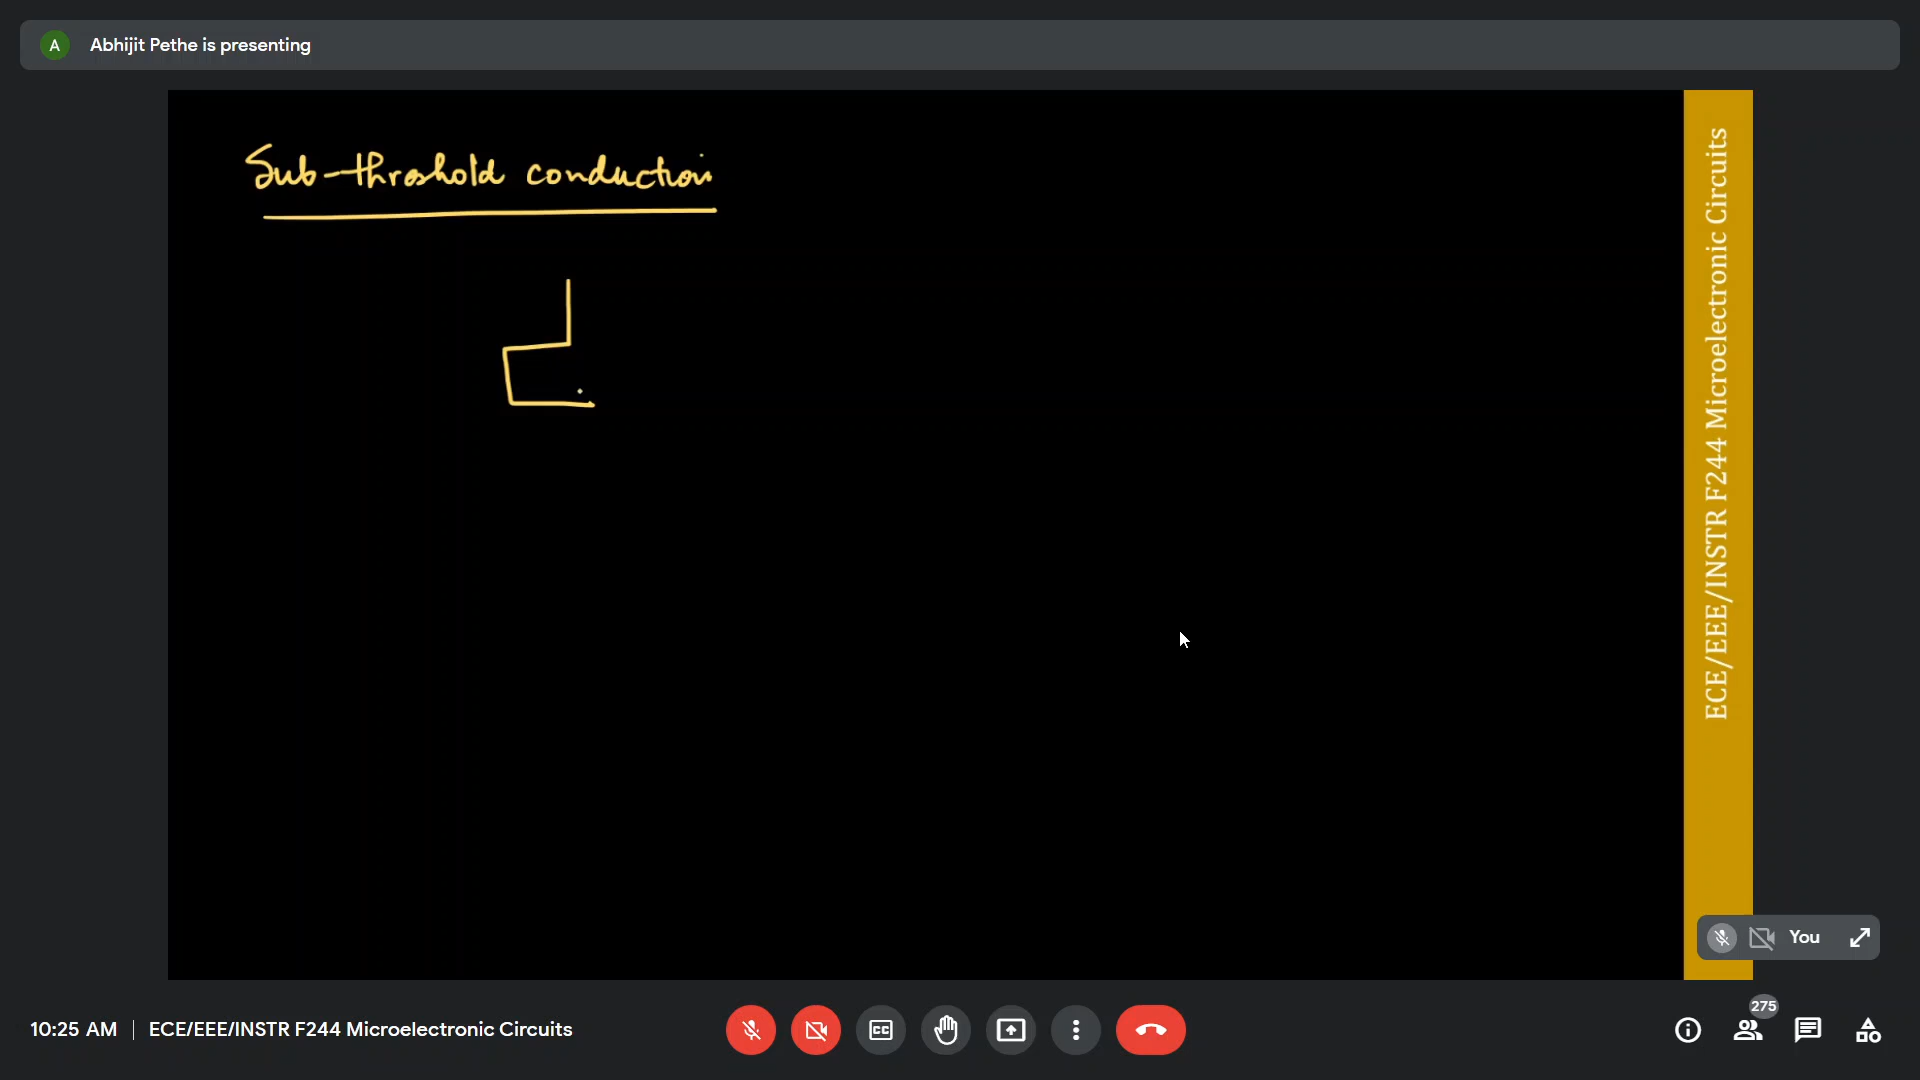 A Abhijit Pethe is presenting
Sub-threshold conduction
ECE/EEE/INSTR F244 Microelectronic Circuits
You
275
10:25 AM | ECE/EEE/INSTR F244 Microelectronic Circuits
CC